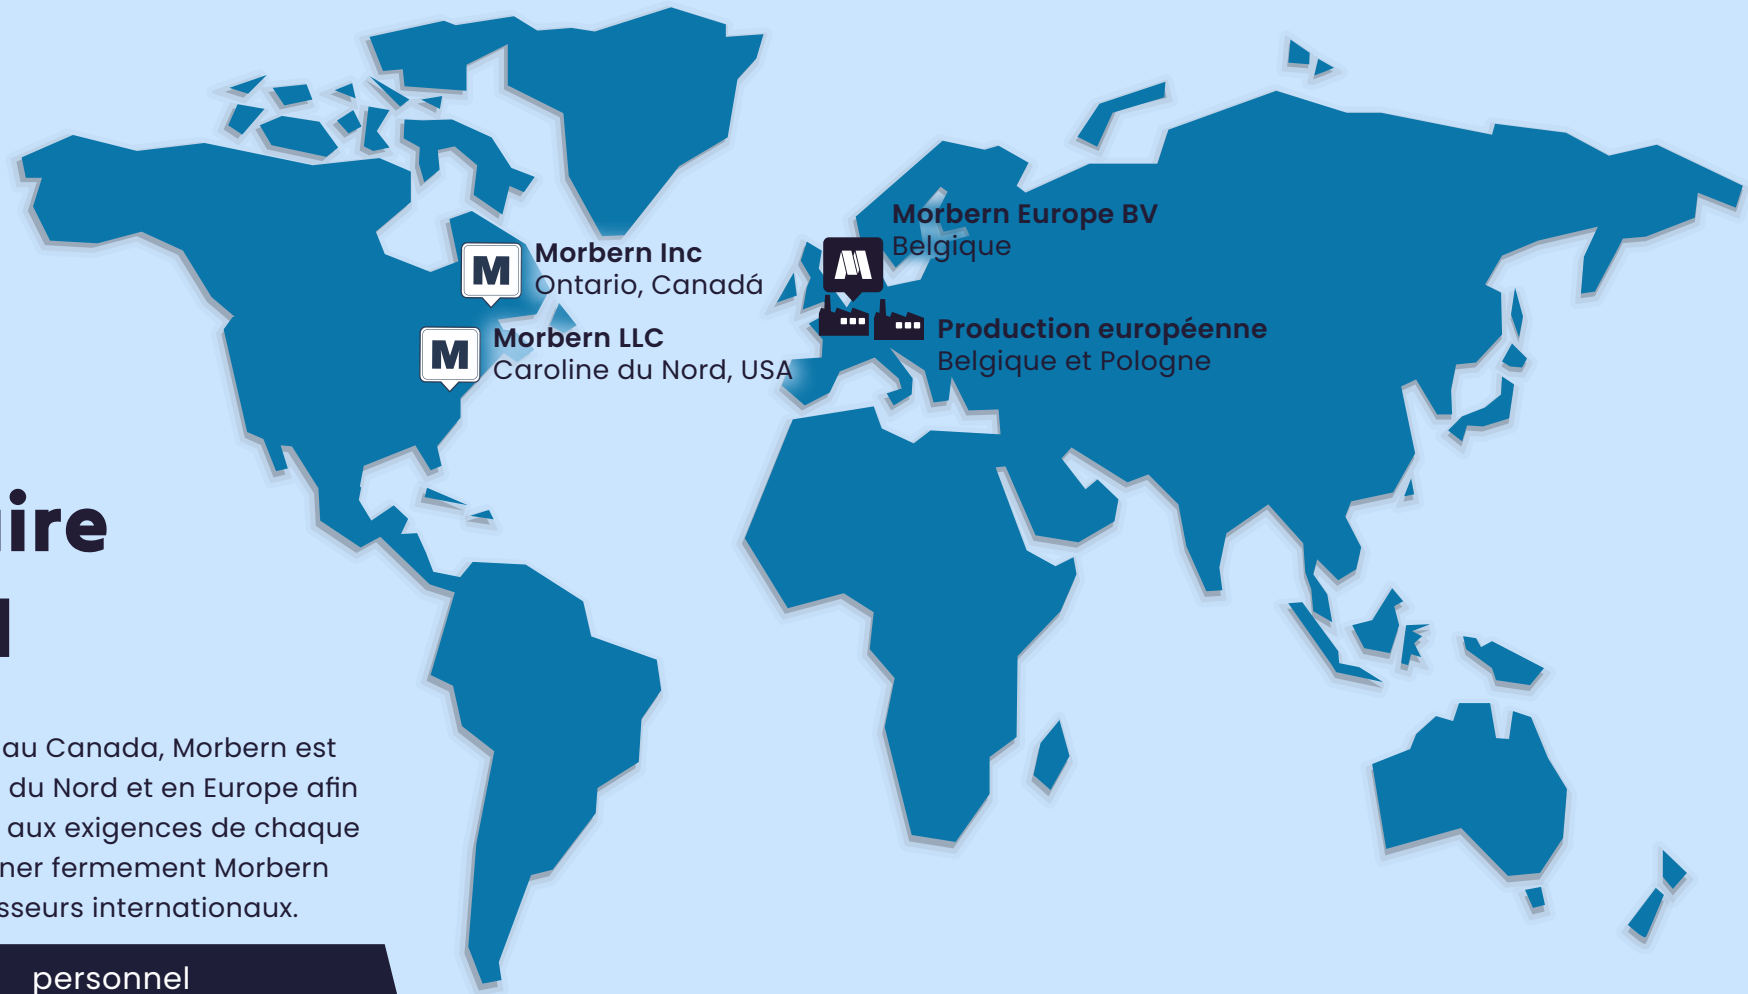 Morbern Europe BV
Belgique
Morbern Inc
Ontario, Canadá
Morbern LLC
Caroline du Nord, USA
Production européenne
Belgique et Pologne
M
M
M
ire
au Canada, Morbern est
du Nord et en Europe afin
aux exigences de chaque
ner fermement Morbern
sseurs internationaux.
personnel